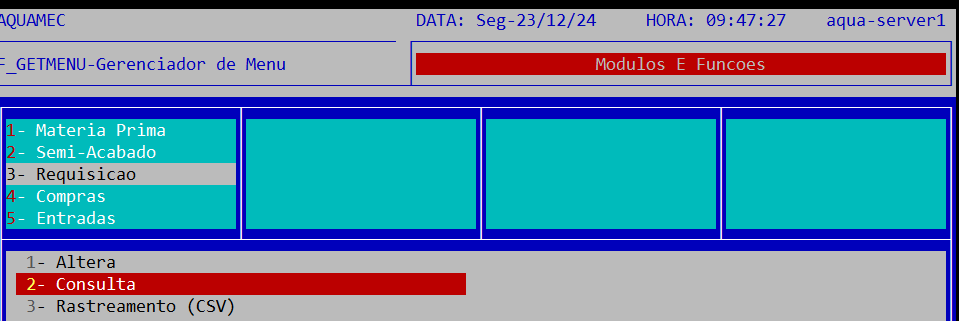 AQUAMEC DATA: Seg-23/12/24 HORA: 09:47:27 aqua-server1
F_GETMENU-Gerenciador de Menu Modulos E Funcoes
1- Materia Prima
2- Semi-Acabado
3- Requisicao
4- Compras
5- Entradas
1- Altera
2- Consulta
3- Rastreamento (CSV)